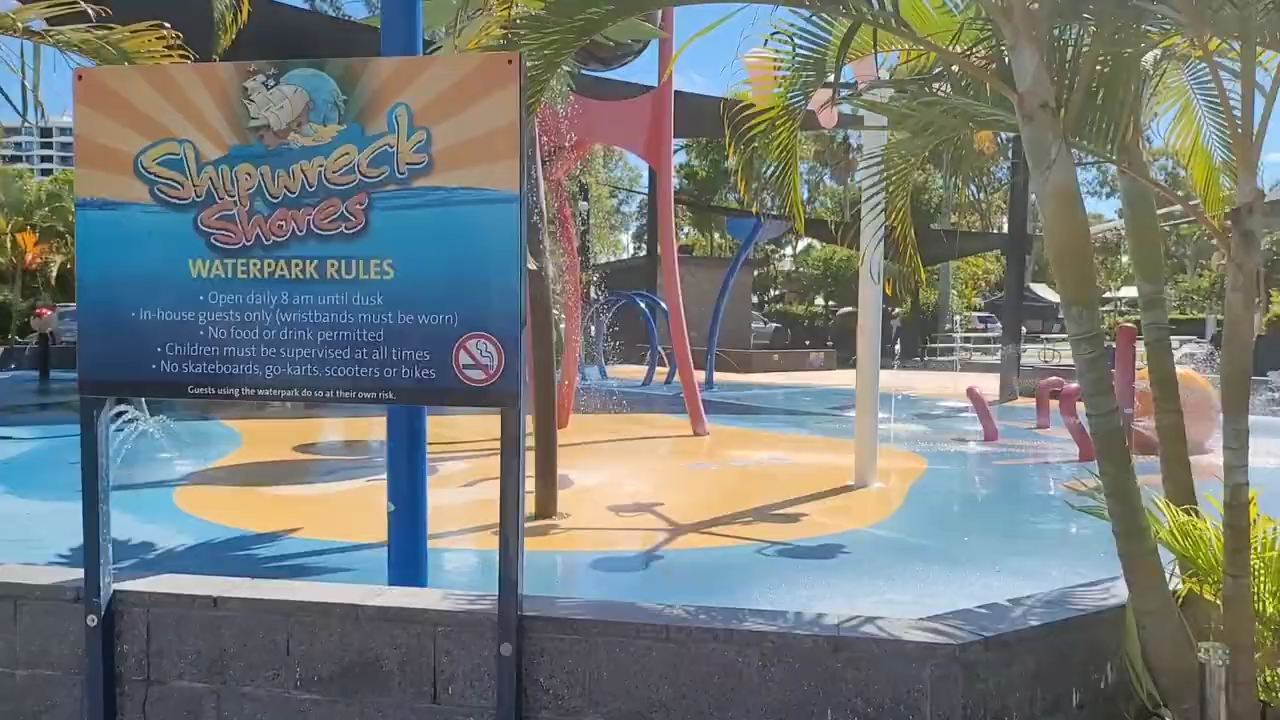 Shipwreck
Shores
WATERPARK RULES
• Open daily 8 am until dusk
• In-house guests only (wristbands must be worn)
• No food or drink permitted
• Children must be supervised at all times
• No skateboards, go-karts, scooters or bikes
Guests using the waterpark do so at their own risk.